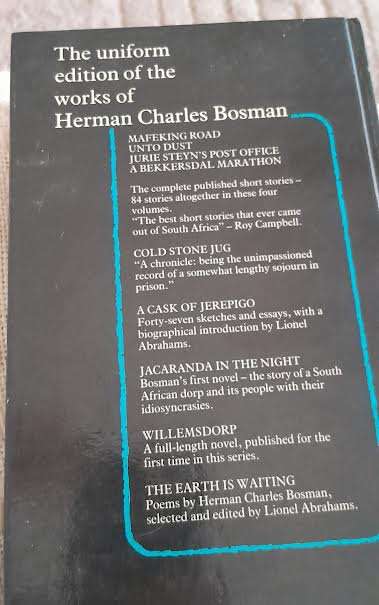 The uniform
edition of the
works of
Herman Charles Bosman
MAFEKING ROAD
UNTO DUST
JURIE STEYN'S POST OFFICE
A BEKKERSDAL MARATHON
The complete published short stories –
84 stories altogether in these four
volumes.
"The best short stories that ever came
out of South Africa" – Roy Campbell.
COLD STONE JUG
"A chronicle: being the unimpassioned
record of a somewhat lengthy sojourn in
prison."
A CASK OF JEREPIGO
Forty-seven sketches and essays, with a
biographical introduction by Lionel
Abrahams.
JACARANDA IN THE NIGHT
Bosman's first novel – the story of a South
African dorp and its people with their
idiosyncrasies.
WILLEMSDORP
A full-length novel, published for the
first time in this series.
THE EARTH IS WAITING
Poems by Herman Charles Bosman,
selected and edited by Lionel Abrahams.